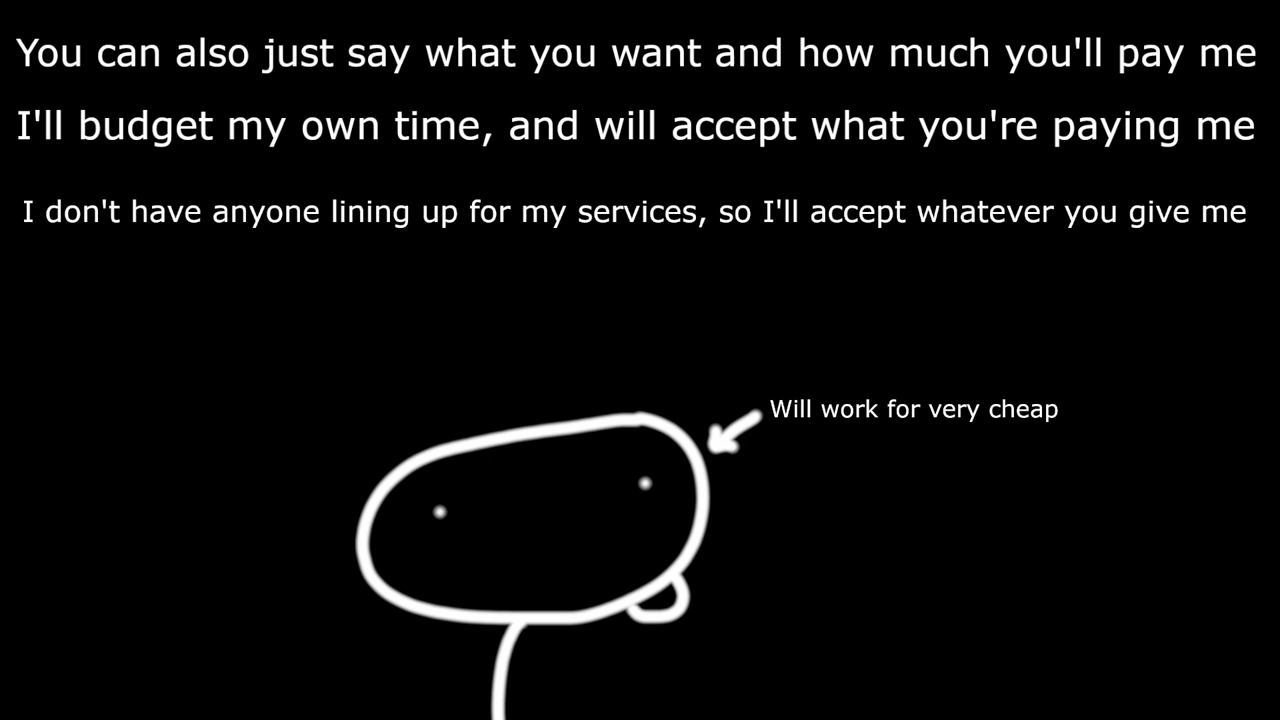 You can also just say what you want and how much you'll pay me
I'll budget my own time, and will accept what you're paying me
I don't have anyone lining up for my services, so I'll accept whatever you give me
Will work for very cheap